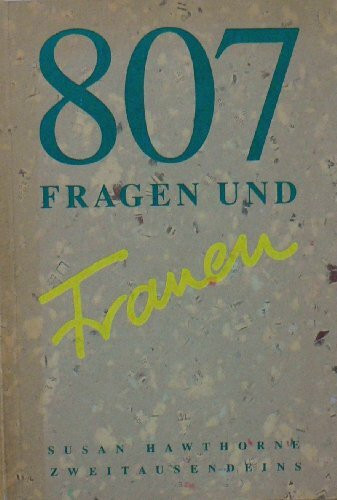 807
FRAGEN UND
Frauen
SUSAN HAWTHORNE
ZWEITAUSENDEINS